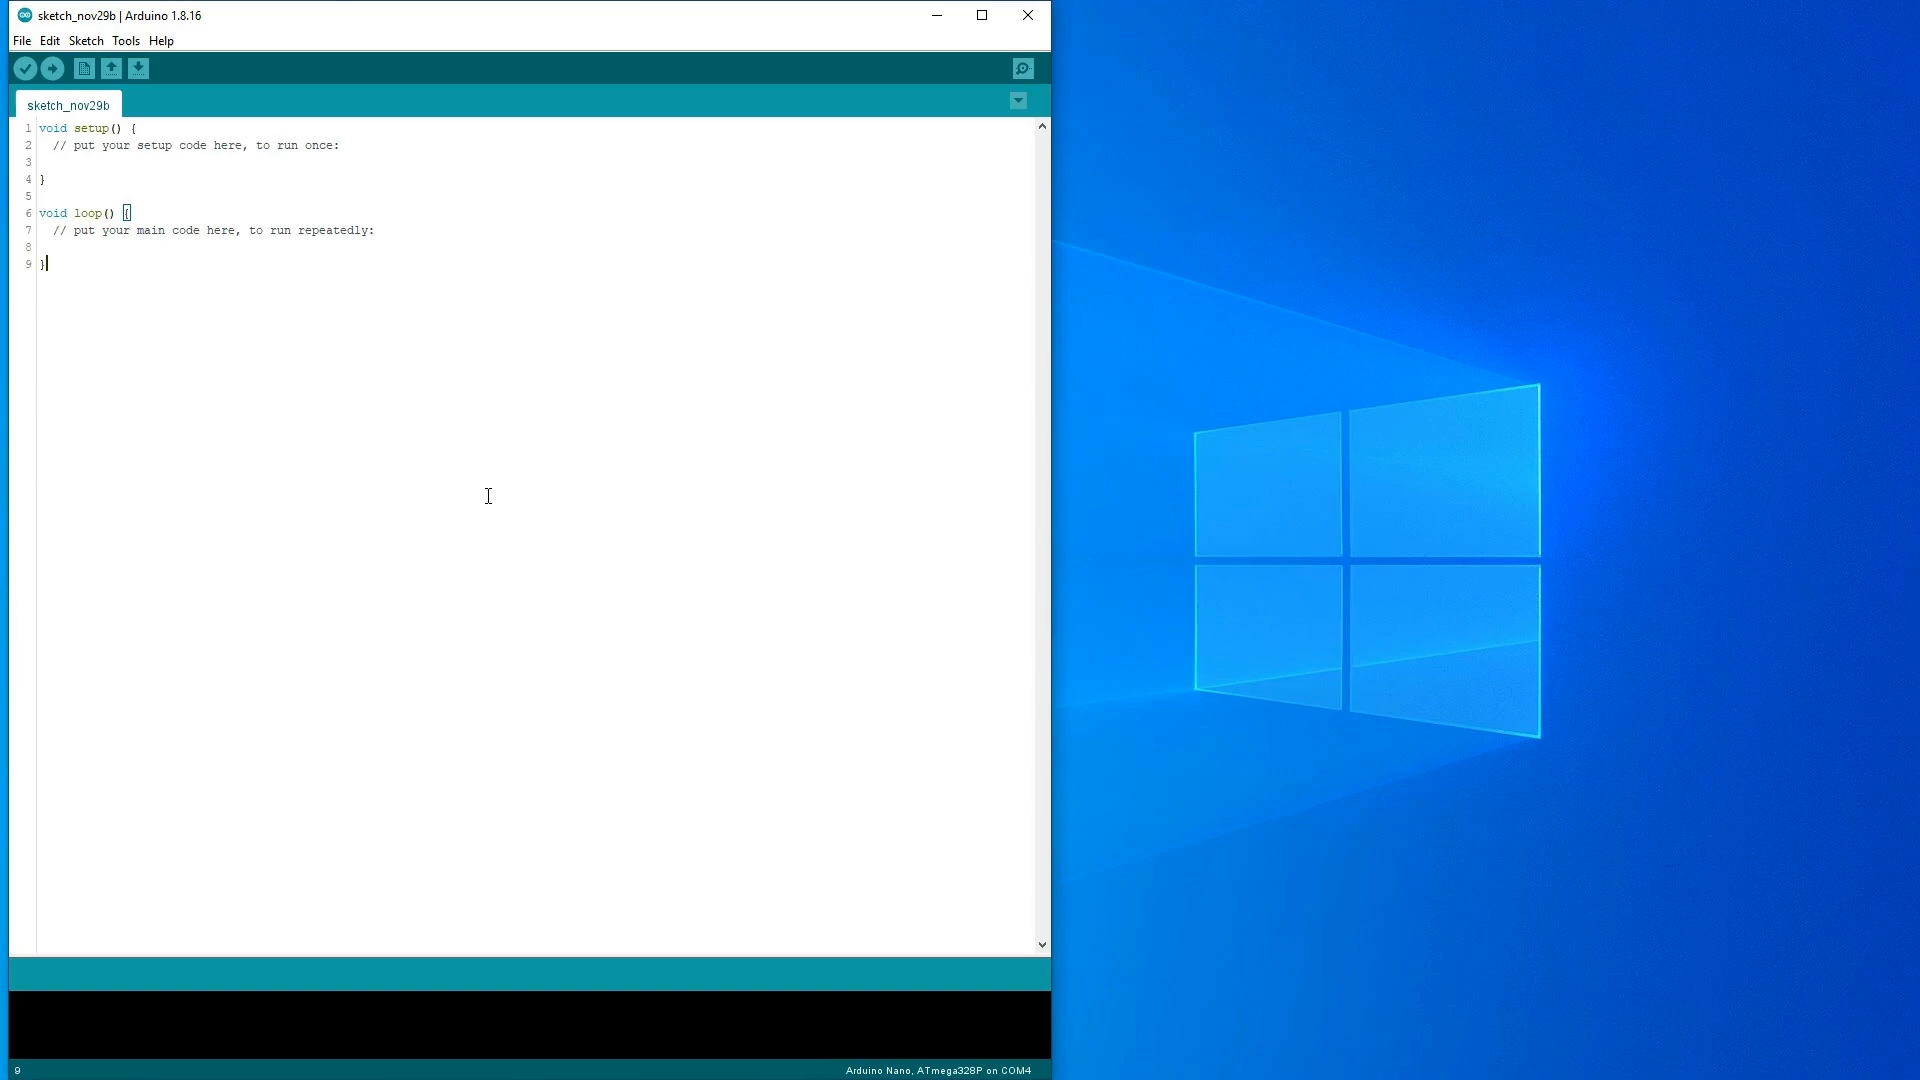 sketch_nov29b | Arduino 1.8.16
File Edit Sketch Tools Help
sketch_nov29b
1 void setup() {
2   // put your setup code here, to run once:
3
4 }
5
6 void loop() {
7   // put your main code here, to run repeatedly:
8
9 }
9 Arduino Nano, ATmega328P on COM4